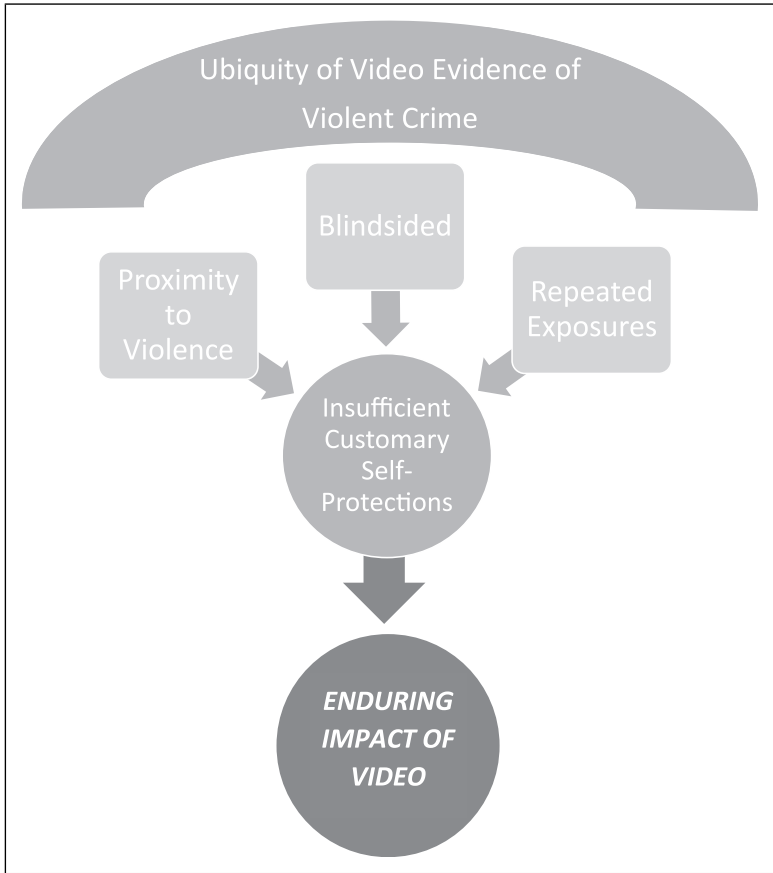 Ubiquity of Video Evidence of
Violent Crime
Blindsided
Proximity
to
Violence
Repeated
Exposures
Insufficient
Customary
Self-
Protections
ENDURING
IMPACT OF
VIDEO